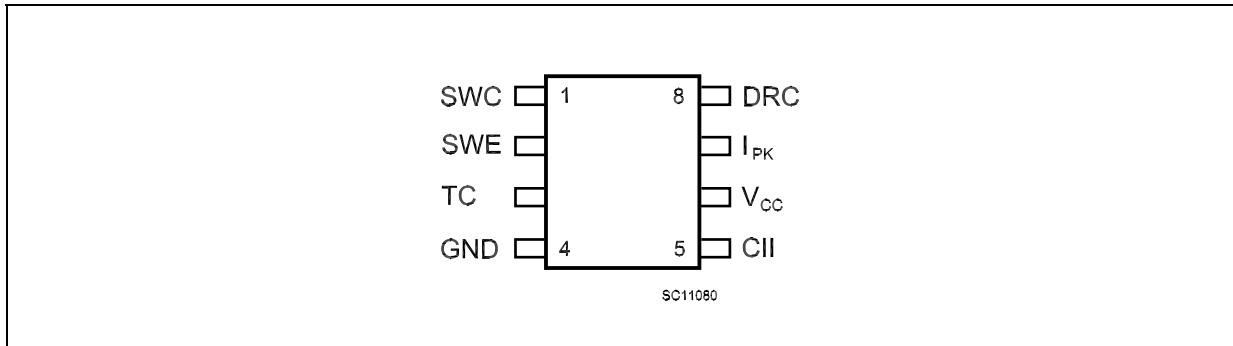 SWC 1 8 DRC
SWE I_PK
TC V_CC
GND 4 5 CII
SC11080